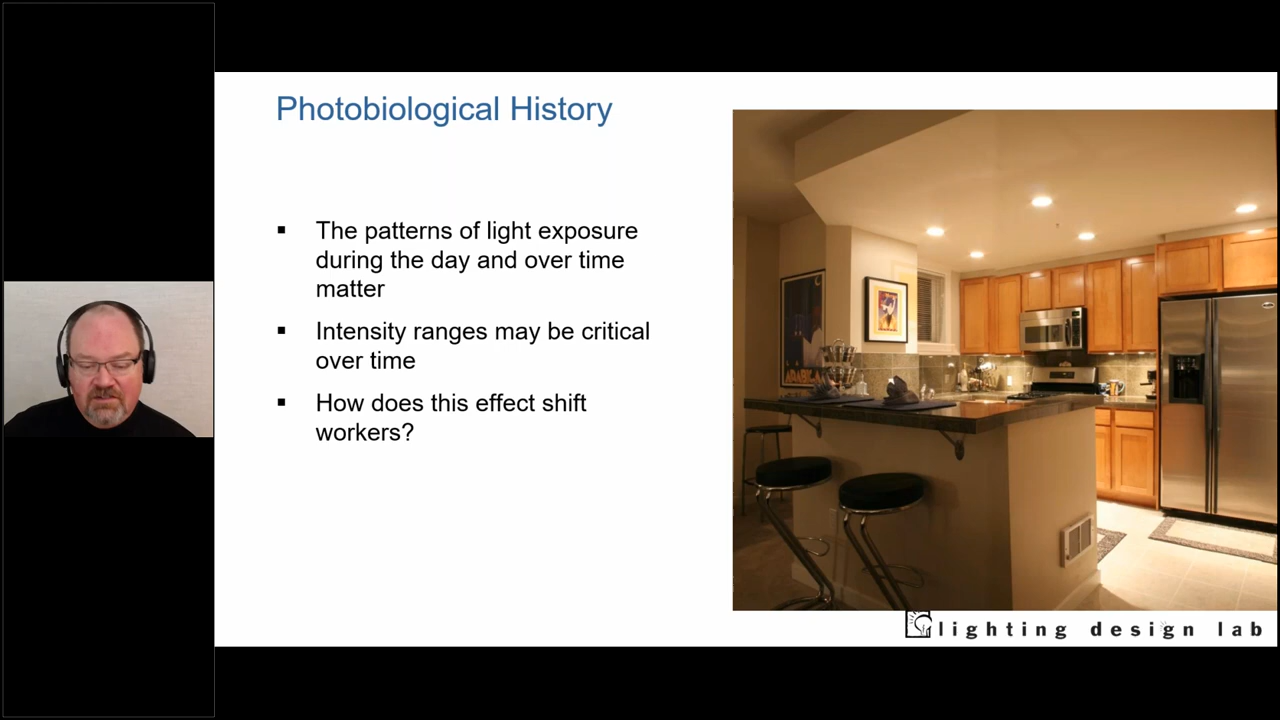 Photobiological History
The patterns of light exposure
during the day and over time
matter
Intensity ranges may be critical
over time
How does this effect shift
workers?
lighting design lab